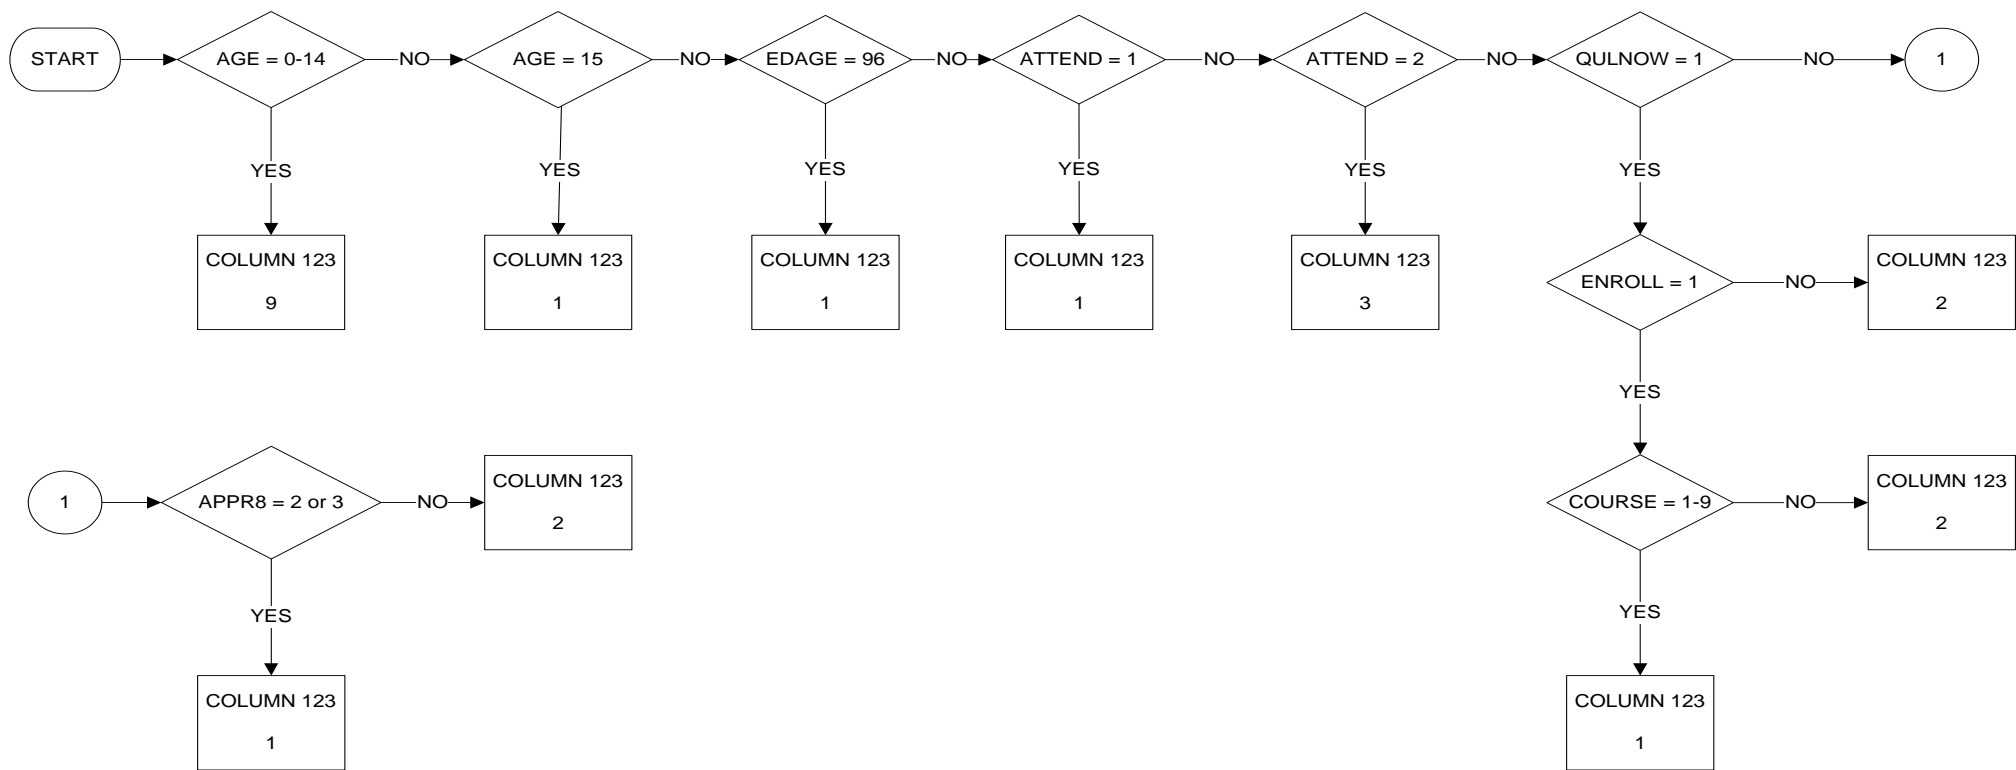 START
AGE = 0-14
NO
AGE = 15
NO
EDAGE = 96
NO
ATTEND = 1
NO
ATTEND = 2
NO
QULNOW = 1
NO
1
YES
YES
YES
YES
YES
YES
COLUMN 123
9
COLUMN 123
1
COLUMN 123
1
COLUMN 123
1
COLUMN 123
3
ENROLL = 1
NO
COLUMN 123
2
YES
1
APPR8 = 2 or 3
NO
COLUMN 123
2
COURSE = 1-9
NO
COLUMN 123
2
YES
YES
COLUMN 123
1
COLUMN 123
1